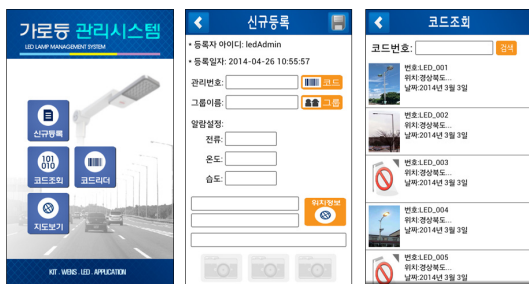 가로등 관리시스템
LED LAMP MANAGEMENT SYSTEM
신규등록
코드조회
코드리더
지도보기
KIT . WENS . LED . APPLICATION
신규등록
* 등록자 아이디: ledAdmin
* 등록일자: 2014-04-26 10:55:57
관리번호:
코드
그룹이름:
그룹
알람설정:
전류:
온도:
습도:
위치정보
코드조회
코드번호:
검색
번호:LED_001
위치:경상북도...
날짜:2014년 3월 3일
번호:LED_002
위치:경상북도...
날짜:2014년 3월 3일
번호:LED_003
위치:경상북도...
날짜:2014년 3월 3일
번호:LED_004
위치:경상북도...
날짜:2014년 3월 3일
번호:LED_005
위치:경상북도...
날짜:2014년 3월 3일